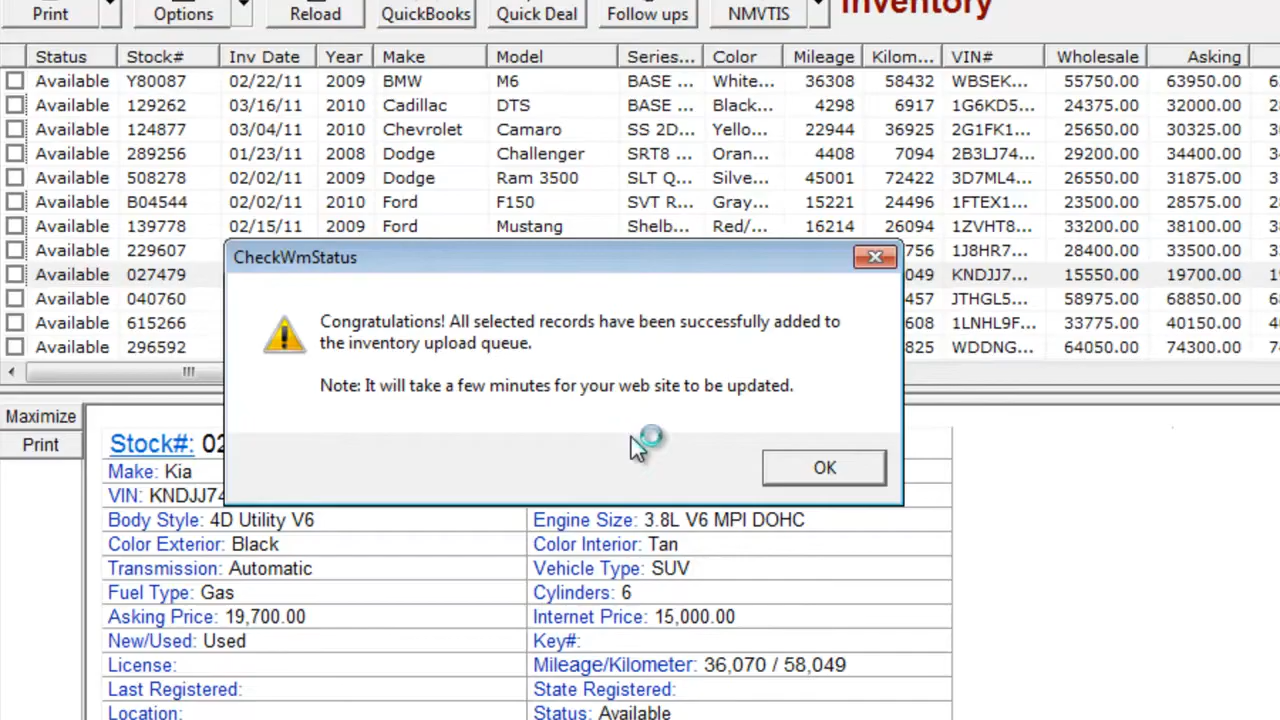 Print Options Reload QuickBooks Quick Deal Follow ups NMVTIS Inventory
Status Stock# Inv Date Year Make Model Series... Color Mileage Kilom... VIN# Wholesale Asking
Available Y80087 02/22/11 2009 BMW M6 BASE ... White... 36308 58432 WBSEK... 55750.00 63950.00
Available 129262 03/16/11 2010 Cadillac DTS BASE ... Black... 4298 6917 1G6KD5... 24375.00 32000.00
Available 124877 03/04/11 2010 Chevrolet Camaro SS 2D... Yello... 22944 36925 2G1FK1... 25650.00 30325.00
Available 289256 01/23/11 2008 Dodge Challenger SRT8 ... Oran... 4408 7094 2B3LJ74... 29200.00 34400.00
Available 508278 02/02/11 2009 Dodge Ram 3500 SLT Q... Silve... 45001 72422 3D7ML4... 26550.00 31875.00
Available B04544 02/02/11 2010 Ford F150 SVT R... Gray... 15221 24496 1FTEX1... 23500.00 28575.00
Available 139778 02/15/11 2009 Ford Mustang Shelb... Red/... 16214 26094 1ZVHT8... 33200.00 38100.00
Available 229607 756 1J8HR7... 28400.00 33500.00
Available 027479 049 KNDJJ7... 15550.00 19700.00
Available 040760 457 JTHGL5... 58975.00 68850.00
Available 615266 623 1LNHL9F... 33775.00 40150.00
Available 296592 825 WDDNG... 64050.00 74300.00
CheckWmStatus
Congratulations! All selected records have been successfully added to
the inventory upload queue.
Note: It will take a few minutes for your web site to be updated.
OK
Maximize
Print
Stock#: 02
Make: Kia
VIN: KNDJJ74
Body Style: 4D Utility V6 Engine Size: 3.8L V6 MPI DOHC
Color Exterior: Black Color Interior: Tan
Transmission: Automatic Vehicle Type: SUV
Fuel Type: Gas Cylinders: 6
Asking Price: 19,700.00 Internet Price: 15,000.00
New/Used: Used Key#:
License: Mileage/Kilometer: 36,070 / 58,049
Last Registered: State Registered:
Location: Status: Available